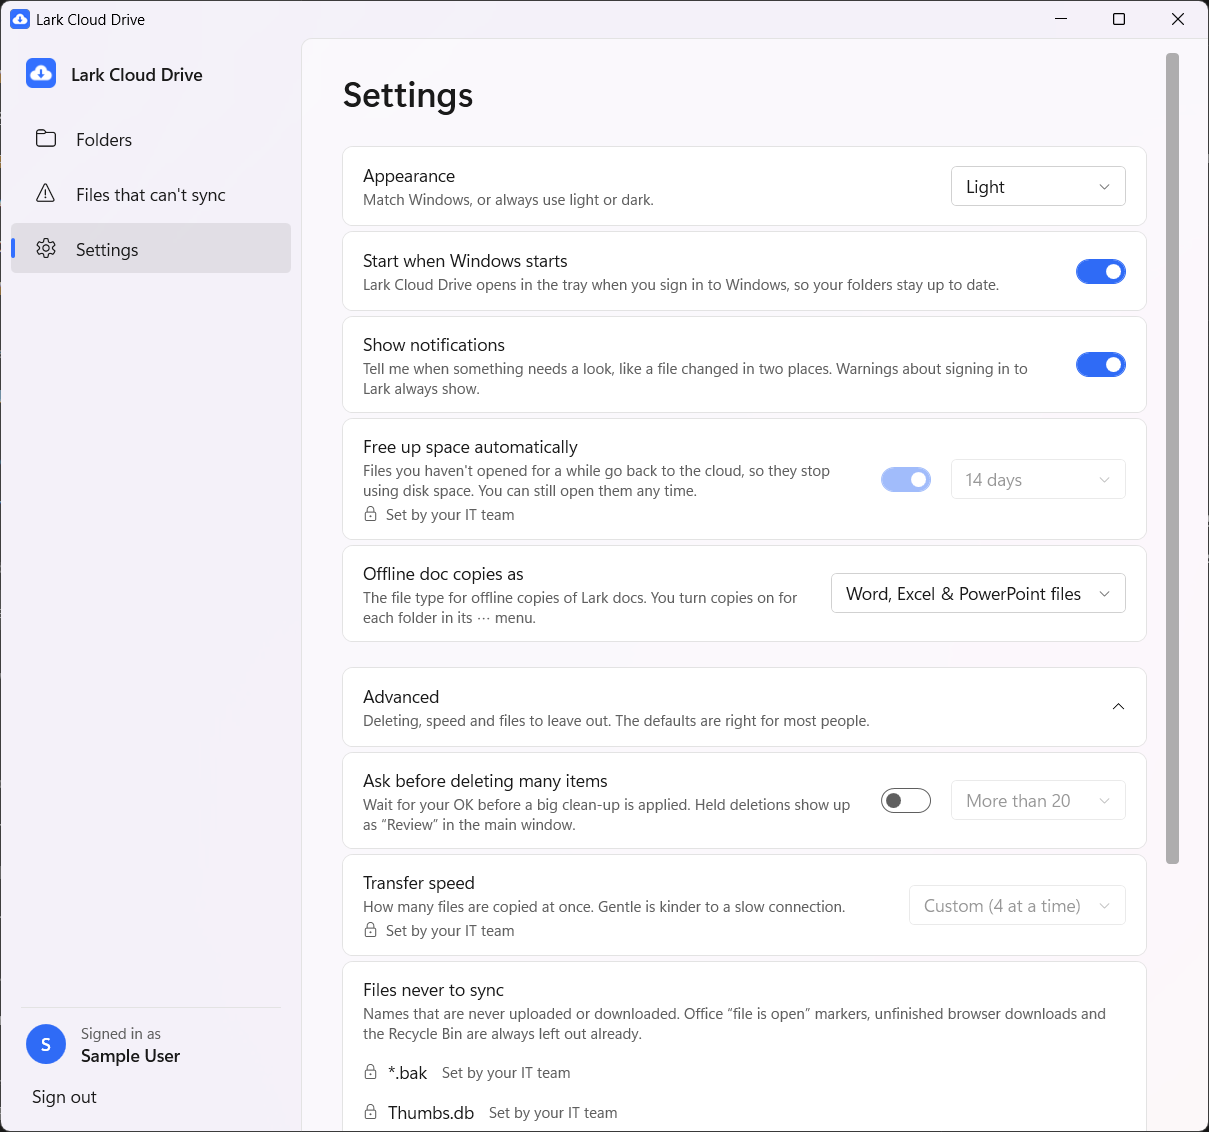 Lark Cloud Drive
Lark Cloud Drive
Folders
Files that can't sync
Settings
Signed in as
S
Sample User
Sign out
Settings
Appearance
Match Windows, or always use light or dark.
Light
Start when Windows starts
Lark Cloud Drive opens in the tray when you sign in to Windows, so your folders stay up to date.
Show notifications
Tell me when something needs a look, like a file changed in two places. Warnings about signing in to
Lark always show.
Free up space automatically
Files you haven't opened for a while go back to the cloud, so they stop
using disk space. You can still open them any time.
Set by your IT team
14 days
Offline doc copies as
The file type for offline copies of Lark docs. You turn copies on for
each folder in its ··· menu.
Word, Excel & PowerPoint files
Advanced
Deleting, speed and files to leave out. The defaults are right for most people.
Ask before deleting many items
Wait for your OK before a big clean-up is applied. Held deletions show up
as “Review” in the main window.
More than 20
Transfer speed
How many files are copied at once. Gentle is kinder to a slow connection.
Set by your IT team
Custom (4 at a time)
Files never to sync
Names that are never uploaded or downloaded. Office “file is open” markers, unfinished browser downloads and
the Recycle Bin are always left out already.
*.bak Set by your IT team
Thumbs.db Set by your IT team